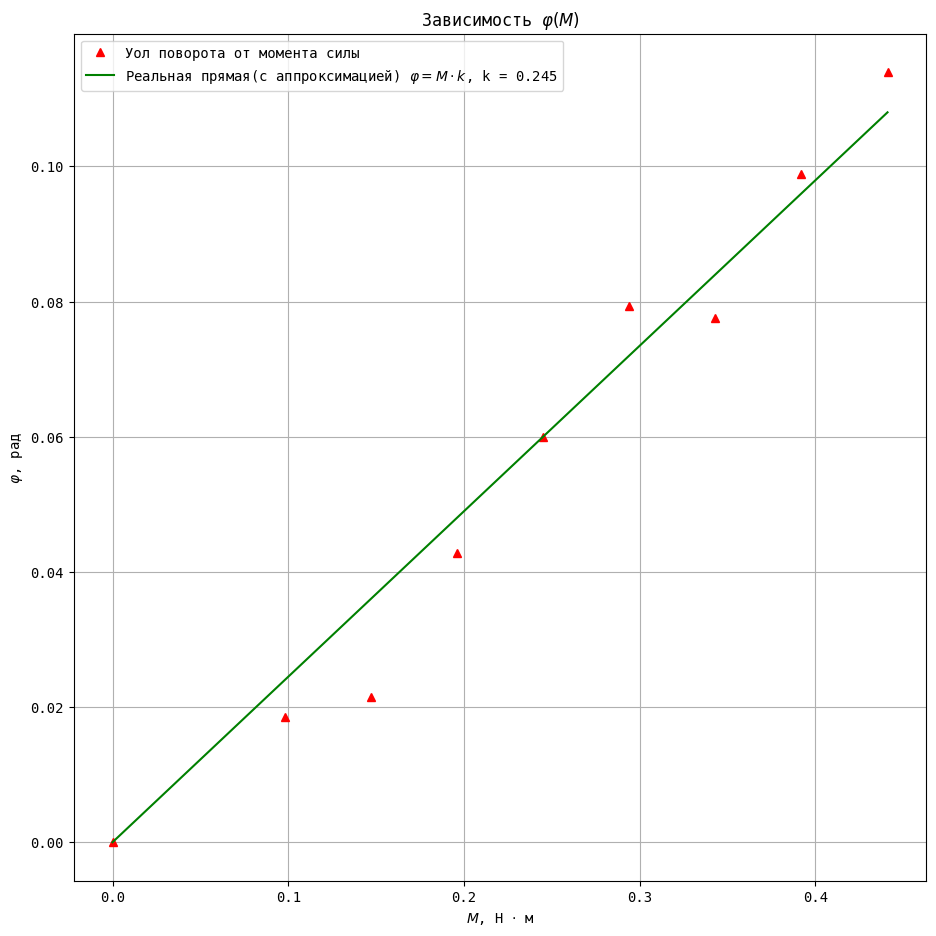 Зависимость φ(M)
Уол поворота от момента силы
Реальная прямая(с аппроксимацией) φ = M · k, k = 0.245
0.10
0.08
0.06
0.04
0.02
0.00
φ, рад
0.0 0.1 0.2 0.3 0.4
M, Н · м